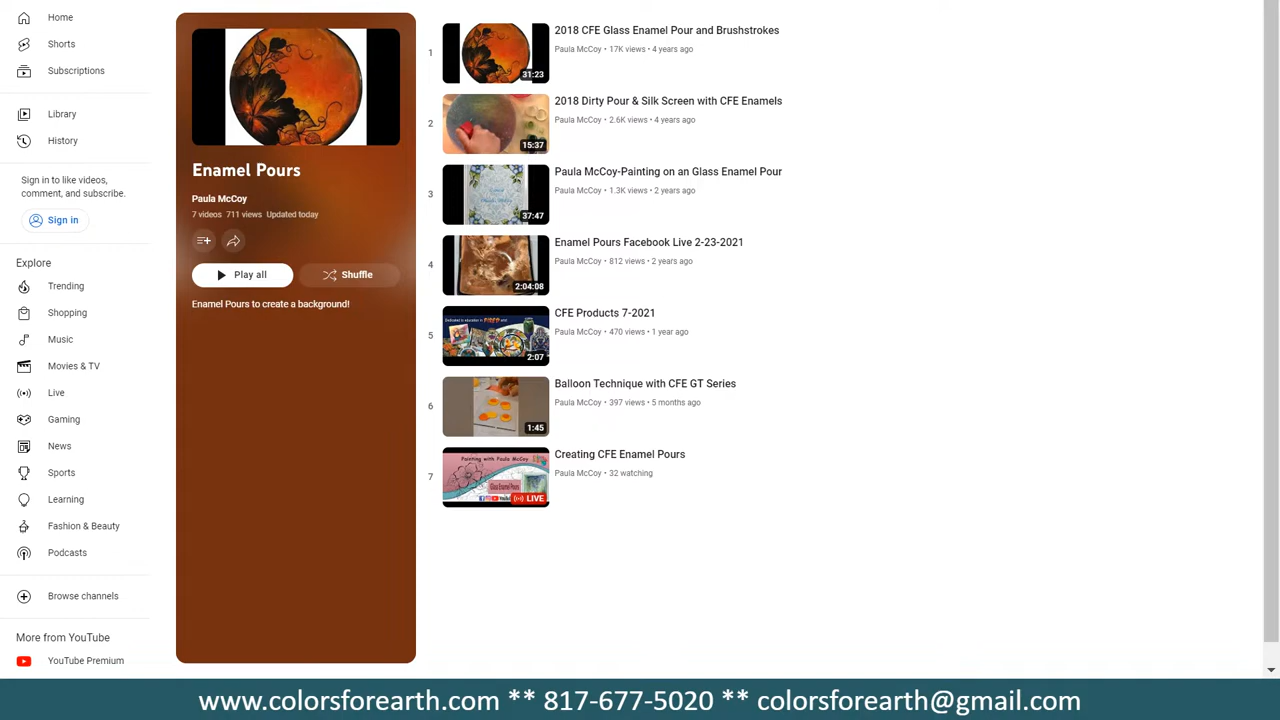 Home
Shorts
Subscriptions
Library
History
Sign in to like videos,
comment, and subscribe.
Sign in
Explore
Trending
Shopping
Music
Movies & TV
Live
Gaming
News
Sports
Learning
Fashion & Beauty
Podcasts
Browse channels
More from YouTube
YouTube Premium
Enamel Pours
Paula McCoy
7 videos 711 views Updated today
Play all
Shuffle
Enamel Pours to create a background!
1
31:23
2018 CFE Glass Enamel Pour and Brushstrokes
Paula McCoy • 17K views • 4 years ago
2
15:37
2018 Dirty Pour & Silk Screen with CFE Enamels
Paula McCoy • 2.6K views • 4 years ago
3
37:47
Paula McCoy-Painting on an Glass Enamel Pour
Paula McCoy • 1.3K views • 2 years ago
4
2:04:08
Enamel Pours Facebook Live 2-23-2021
Paula McCoy • 812 views • 2 years ago
5
2:07
CFE Products 7-2021
Paula McCoy • 470 views • 1 year ago
6
1:45
Balloon Technique with CFE GT Series
Paula McCoy • 397 views • 5 months ago
7
Painting with Paula McCoy
Glass Enamel Pours
LIVE
Creating CFE Enamel Pours
Paula McCoy • 32 watching
www.colorsforearth.com ** 817-677-5020 ** colorsforearth@gmail.com